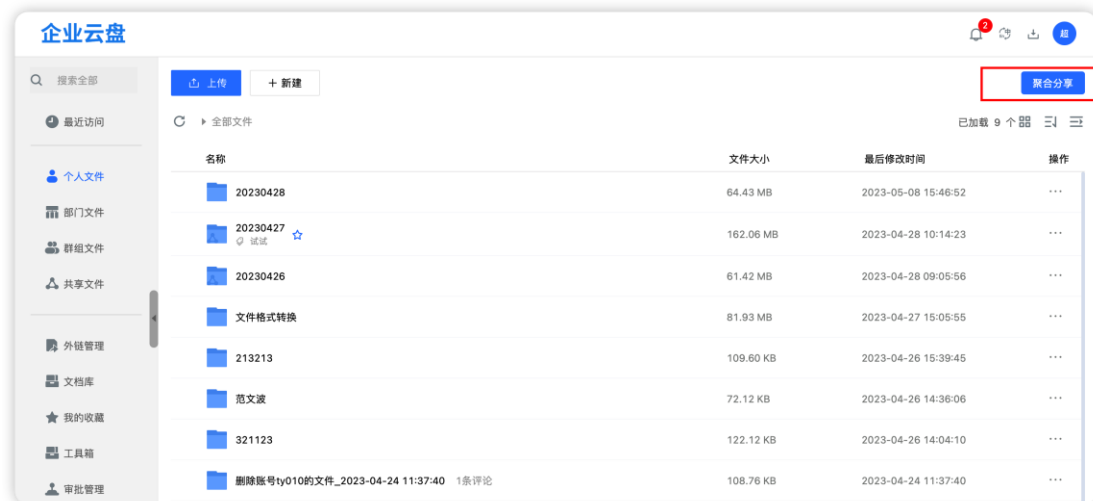 企业云盘
2
超
搜索全部
上传
新建
聚合分享
最近访问
全部文件
已加载 9 个
名称 文件大小 最后修改时间 操作
个人文件
20230428 64.43 MB 2023-05-08 15:46:52
部门文件
20230427 162.06 MB 2023-04-28 10:14:23
试试
群组文件
20230426 61.42 MB 2023-04-28 09:05:56
共享文件
文件格式转换 81.93 MB 2023-04-27 15:05:55
外链管理
213213 109.60 KB 2023-04-26 15:39:45
文档库
范文波 72.12 KB 2023-04-26 14:36:06
我的收藏
321123 122.12 KB 2023-04-26 14:04:10
工具箱
删除账号ty010的文件_2023-04-24 11:37:40 1条评论 108.76 KB 2023-04-24 11:37:40
审批管理